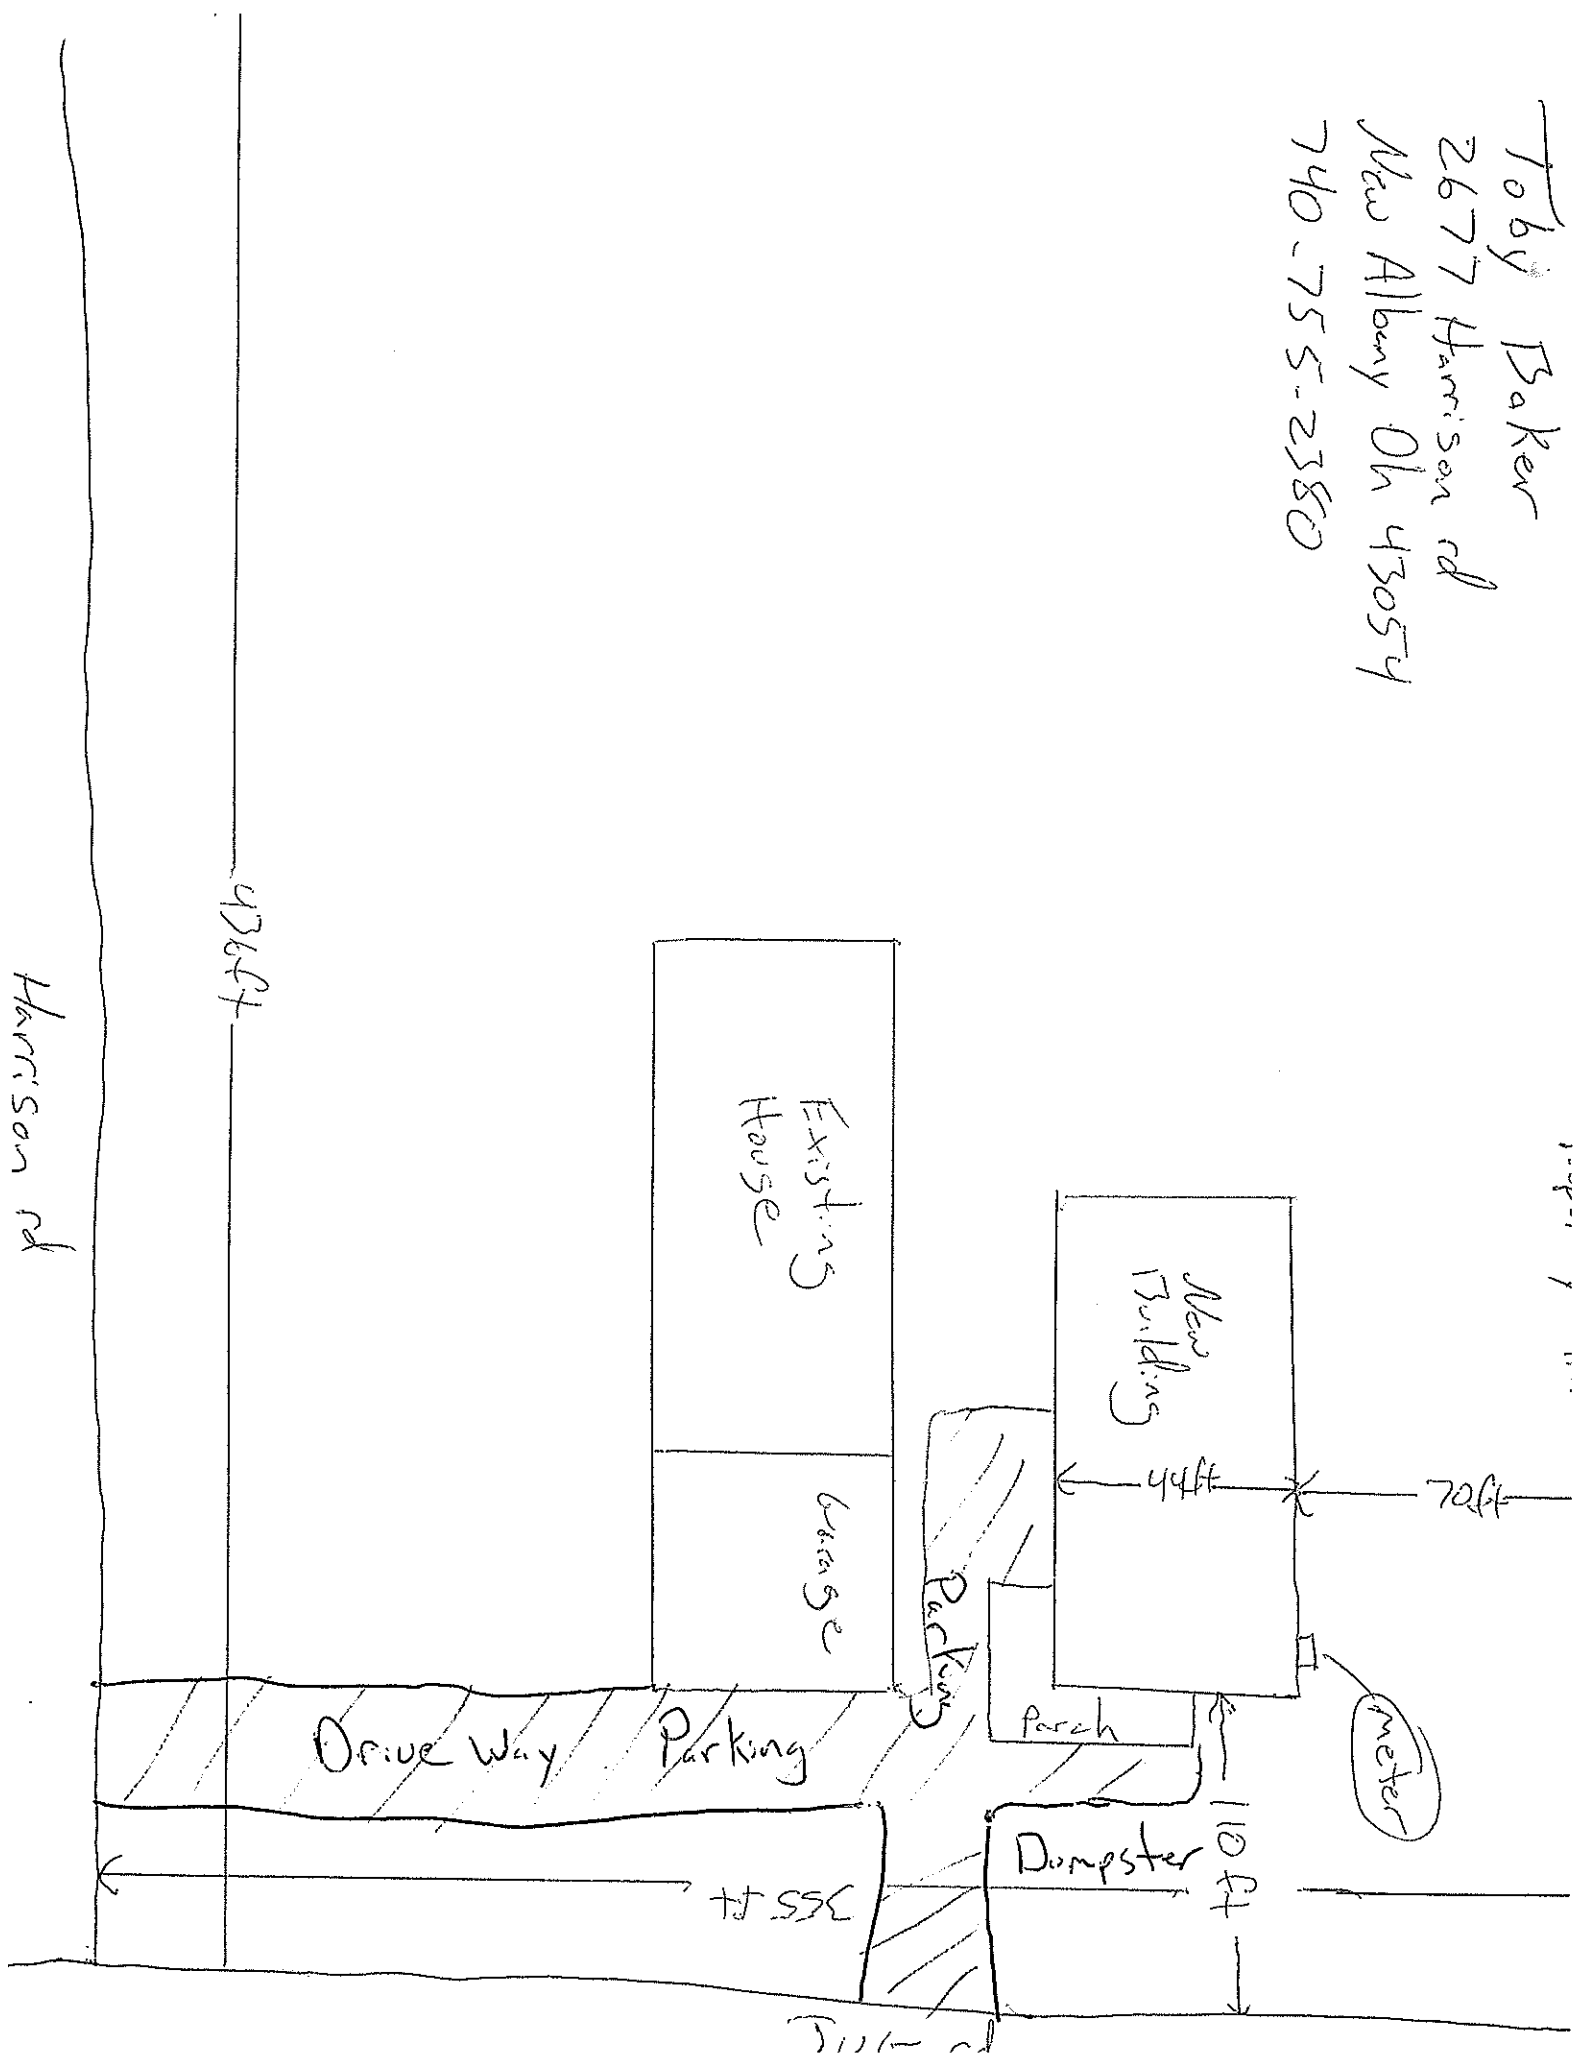 Toby Baker
2677 Harrison rd
New Albany Oh 43054
740-755-2380
70ft
44ft
New
Building
meter
110 ft
Porch
Dumpster
Parking
Existing
House
Garage
Drive Way Parking
355 ft
436ft
Harrison rd
rd